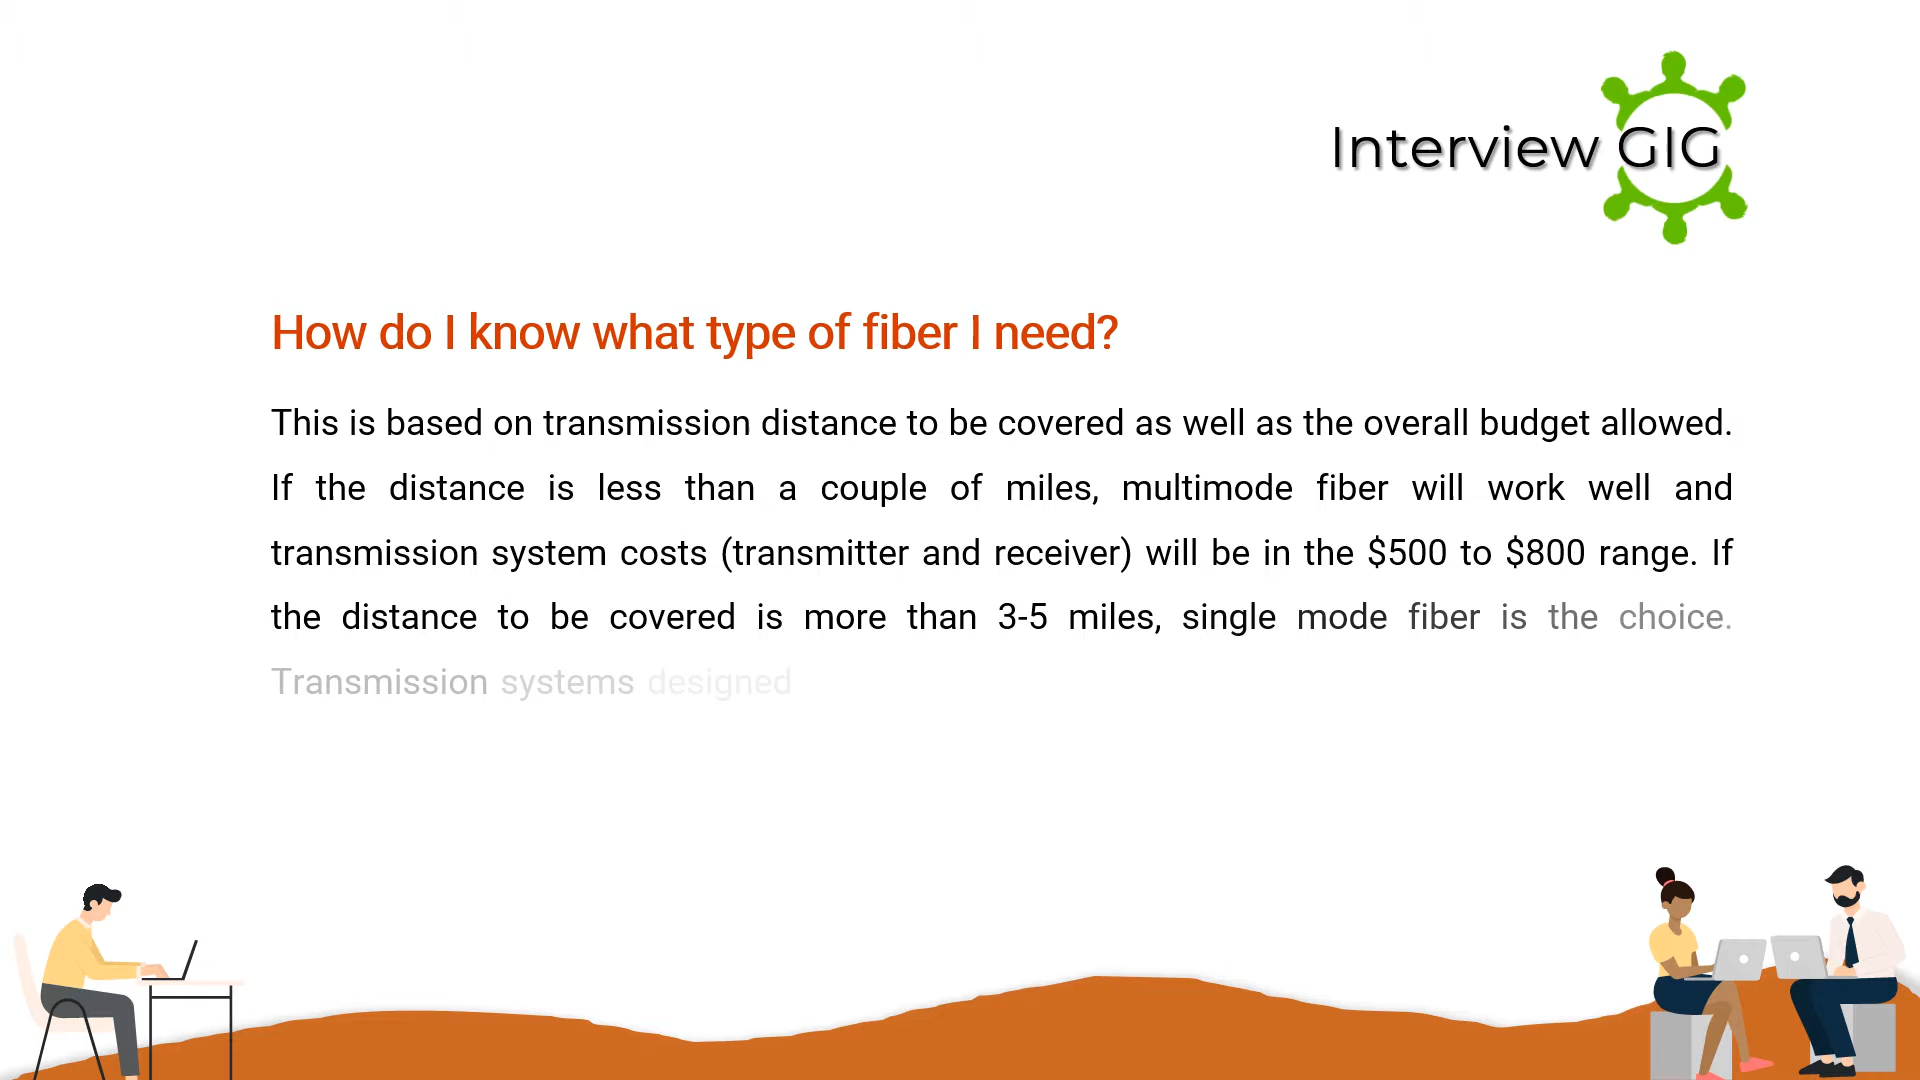 Interview GIG
How do I know what type of fiber I need?
This is based on transmission distance to be covered as well as the overall budget allowed.
If the distance is less than a couple of miles, multimode fiber will work well and
transmission system costs (transmitter and receiver) will be in the $500 to $800 range. If
the distance to be covered is more than 3-5 miles, single mode fiber is the choice.
Transmission systems designed